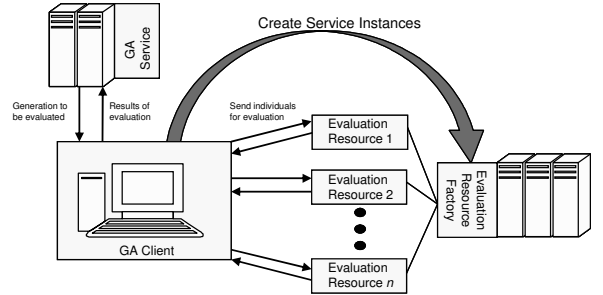 Create Service Instances
GA
Service
Generation to
be evaluated
Results of
evaluation
Send individuals
for evaluation
Evaluation
Resource 1
Evaluation
Resource 2
Evaluation
Resource n
Evaluation
Resource
Factory
GA Client